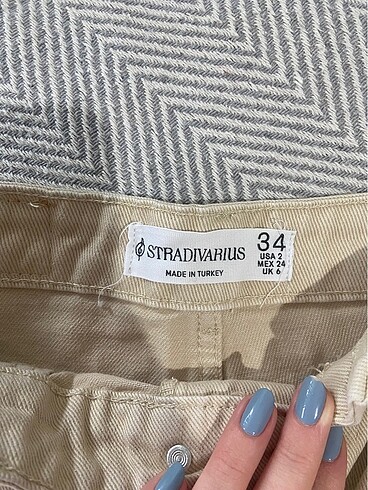 STRADIVARIUS
MADE IN TURKEY
34
USA 2
MEX 24
UK 6